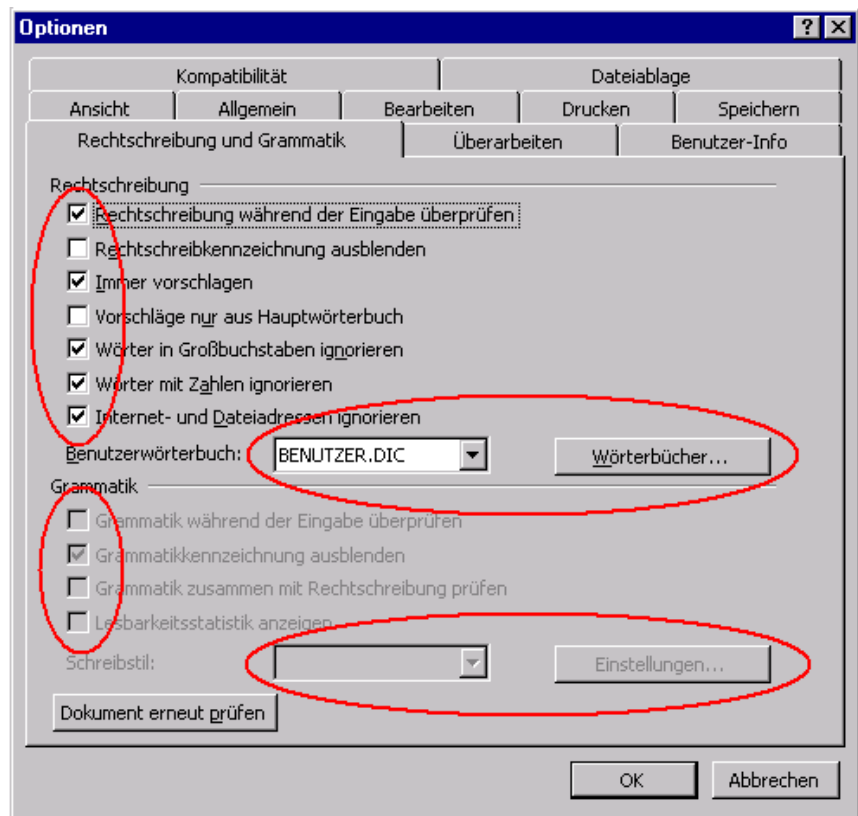 Optionen
Kompatibilität Dateiablage
Ansicht Allgemein Bearbeiten Drucken Speichern
Rechtschreibung und Grammatik Überarbeiten Benutzer-Info
Rechtschreibung
Rechtschreibung während der Eingabe überprüfen
Rechtschreibkennzeichnung ausblenden
Immer vorschlagen
Vorschläge nur aus Hauptwörterbuch
Wörter in Großbuchstaben ignorieren
Wörter mit Zahlen ignorieren
Internet- und Dateiadressen ignorieren
Benutzerwörterbuch: BENUTZER.DIC Wörterbücher...
Grammatik
Grammatik während der Eingabe überprüfen
Grammatikkennzeichnung ausblenden
Grammatik zusammen mit Rechtschreibung prüfen
Lesbarkeitsstatistik anzeigen
Schreibstil: Einstellungen...
Dokument erneut prüfen
OK Abbrechen